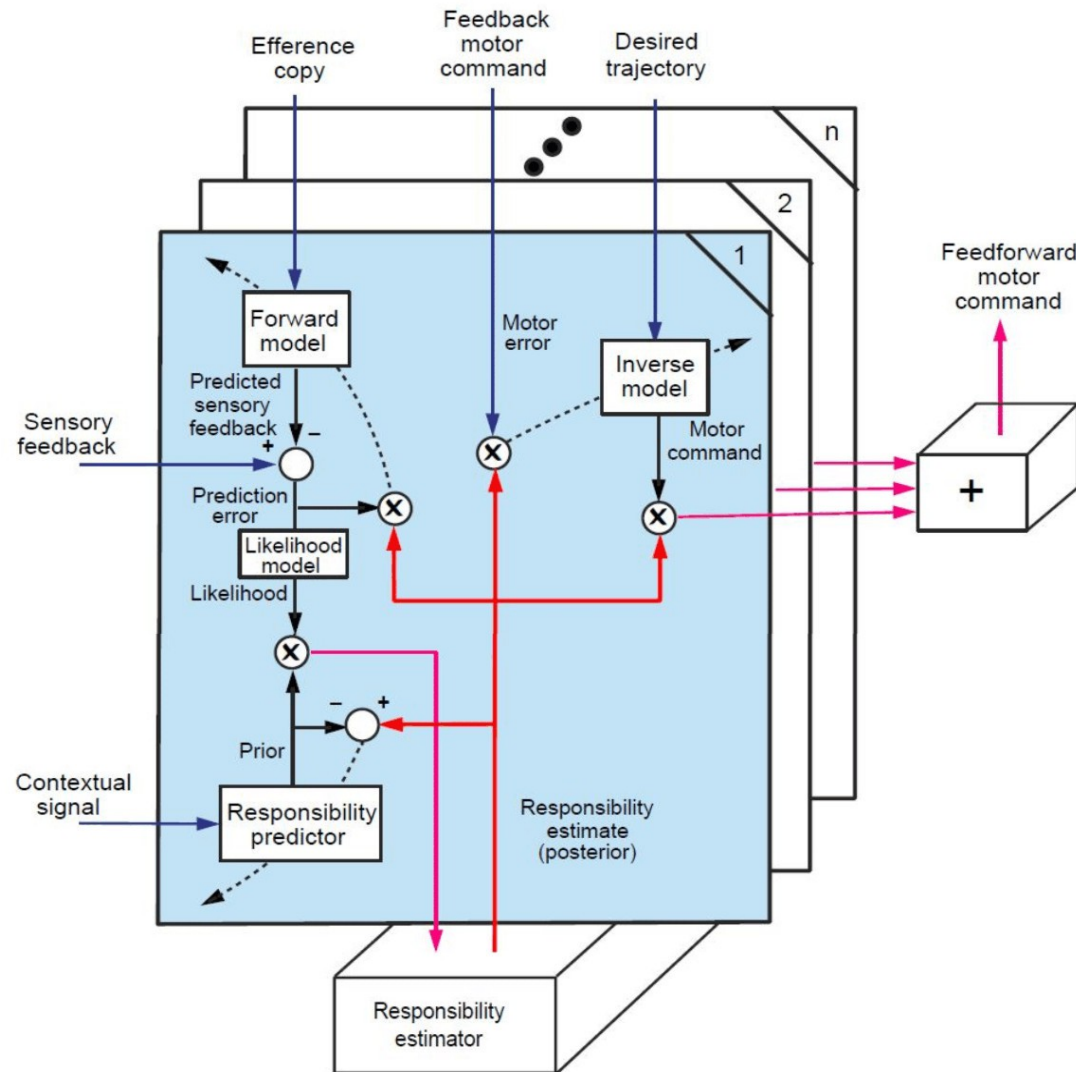 Efference
copy
Feedback
motor
command
Desired
trajectory
n
2
1
Feedforward
motor
command
Forward
model
Motor
error
Inverse
model
Predicted
sensory
feedback
Sensory
feedback
+
−
Motor
command
x
Prediction
error
x
x
+
Likelihood
model
Likelihood
x
−
+
Prior
Contextual
signal
Responsibility
predictor
Responsibility
estimate
(posterior)
Responsibility
estimator